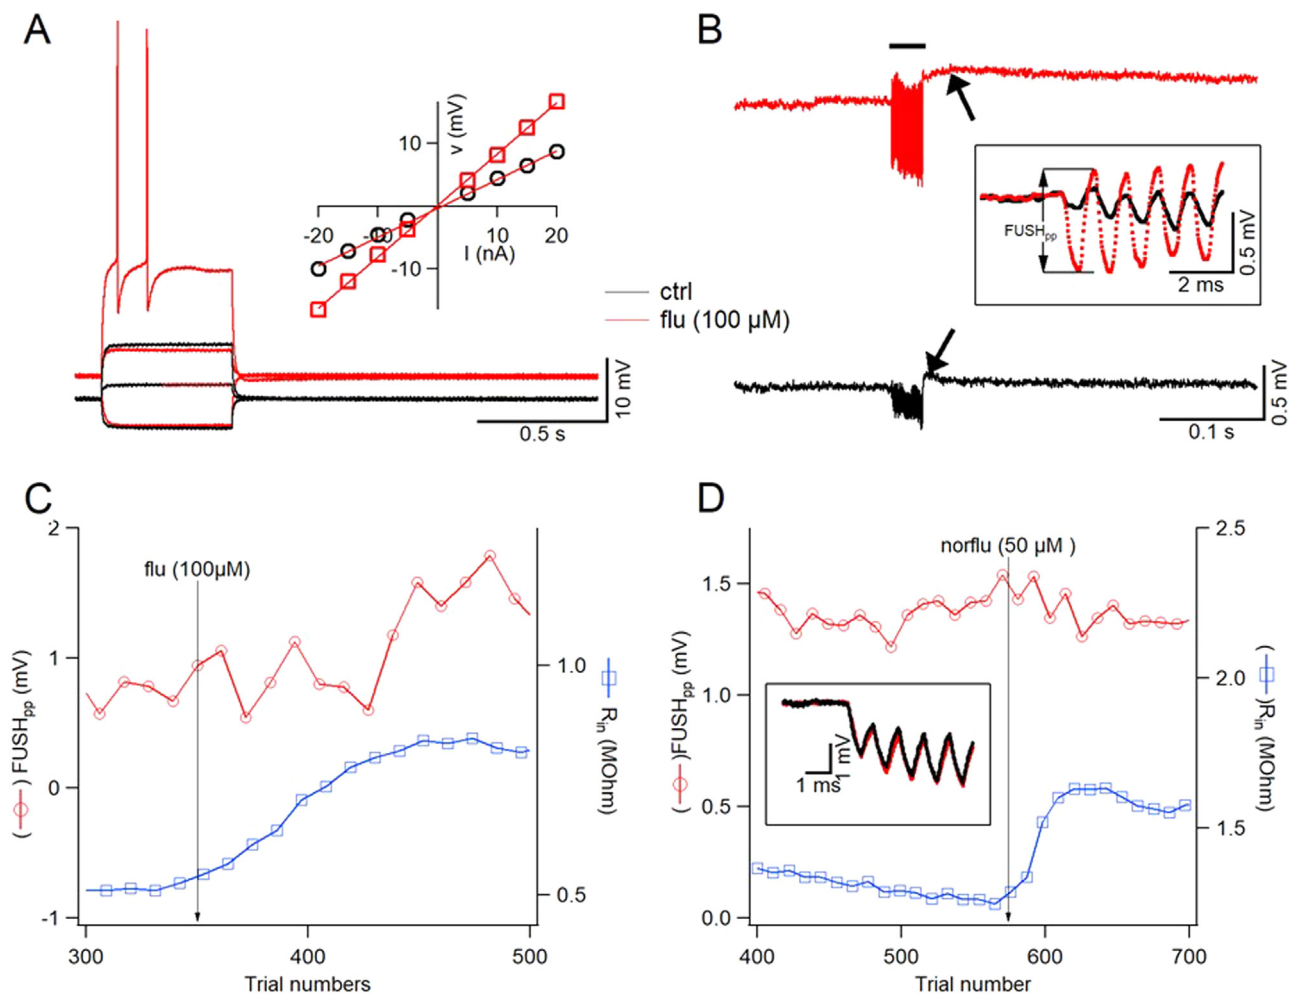 A
v (mV)
10
-20
-10
10
20
I (nA)
-10
ctrl
flu (100 µM)
10 mV
0.5 s
B
FUSHpp
0.5 mV
2 ms
0.5 mV
0.1 s
C
2
1
0
-1
flu (100µM)
1.0
0.5
( ) FUSHpp (mV)
Rin (MOhm)
300
400
500
Trial numbers
D
norflu (50 µM )
1.5
1.0
0.5
0.0
2.5
2.0
1.5
( )FUSHpp (mV)
( )Rin (MOhm)
1 mV
1 ms
400
500
600
700
Trial number